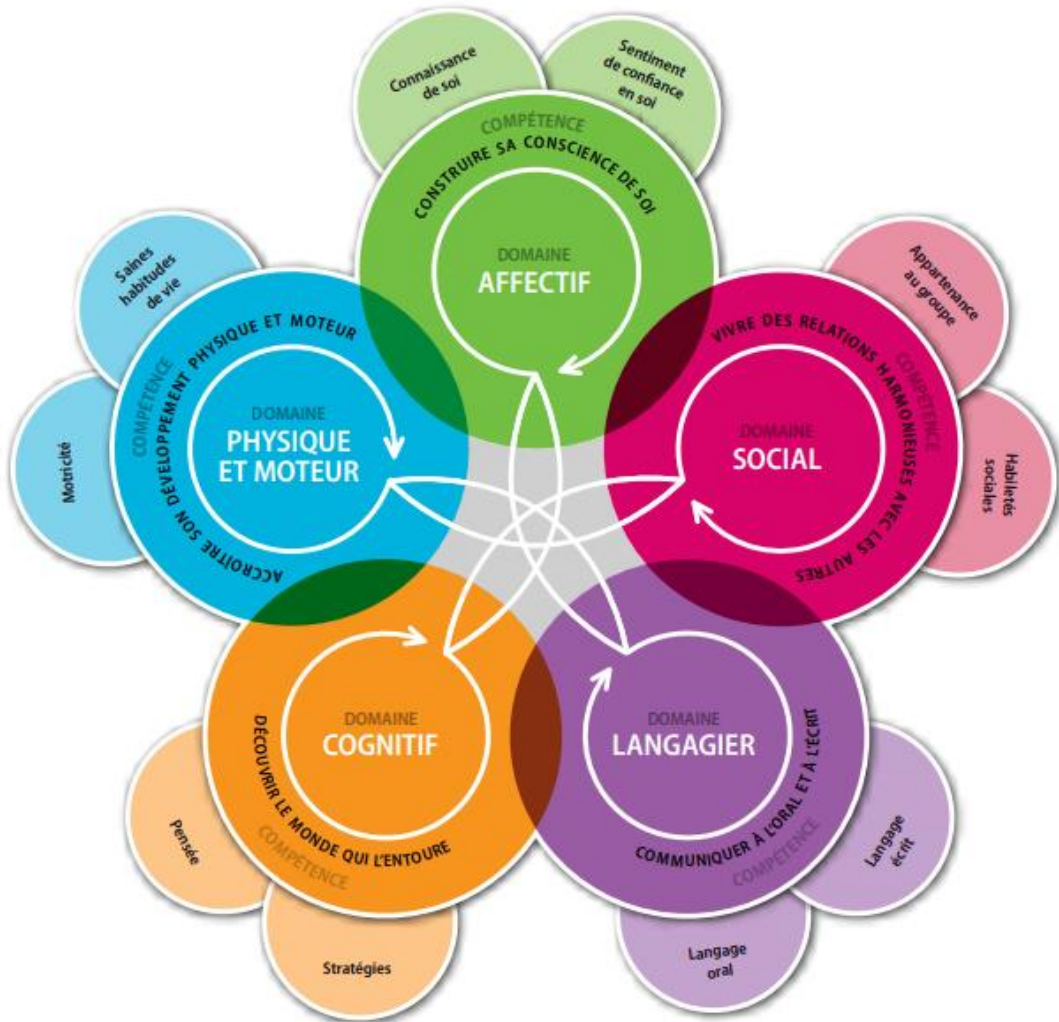 Connaissance
de soi
Sentiment
de confiance
en soi
COMPÉTENCE
CONSTRUIRE SA CONSCIENCE DE SOI
DOMAINE
AFFECTIF
Appartenance
au groupe
Habiletés
sociales
COMPÉTENCE
VIVRE DES RELATIONS HARMONIEUSES AVEC LES AUTRES
DOMAINE
SOCIAL
Langage
écrit
Langage
oral
COMPÉTENCE
COMMUNIQUER À L'ORAL ET À L'ÉCRIT
DOMAINE
LANGAGIER
Stratégies
Pensée
COMPÉTENCE
DÉCOUVRIR LE MONDE QUI L'ENTOURE
DOMAINE
COGNITIF
Motricité
Saines
habitudes
de vie
COMPÉTENCE
ACCROÎTRE SON DÉVELOPPEMENT PHYSIQUE ET MOTEUR
DOMAINE
PHYSIQUE
ET MOTEUR